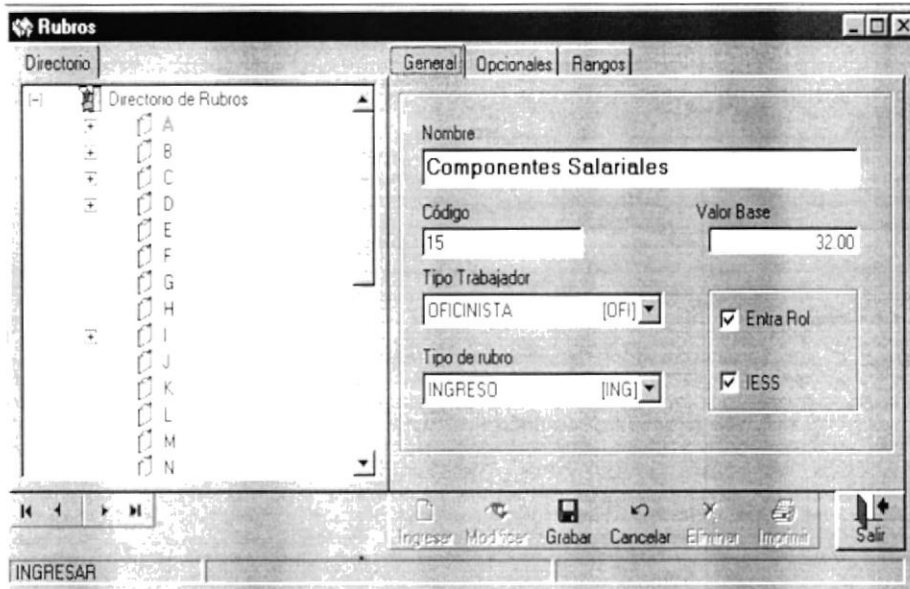 Rubros
Directorio
General Opcionales Rangos
Directorio de Rubros
A
B
C
D
E
F
G
H
I
J
K
L
M
N
Nombre
Componentes Salariales
Código Valor Base
15 32.00
Tipo Trabajador
OFICINISTA [OFI]
Entra Rol
Tipo de rubro
INGRESO [ING]
IESS
Ingresar Modificar Grabar Cancelar Eliminar Imprimir Salir
INGRESAR